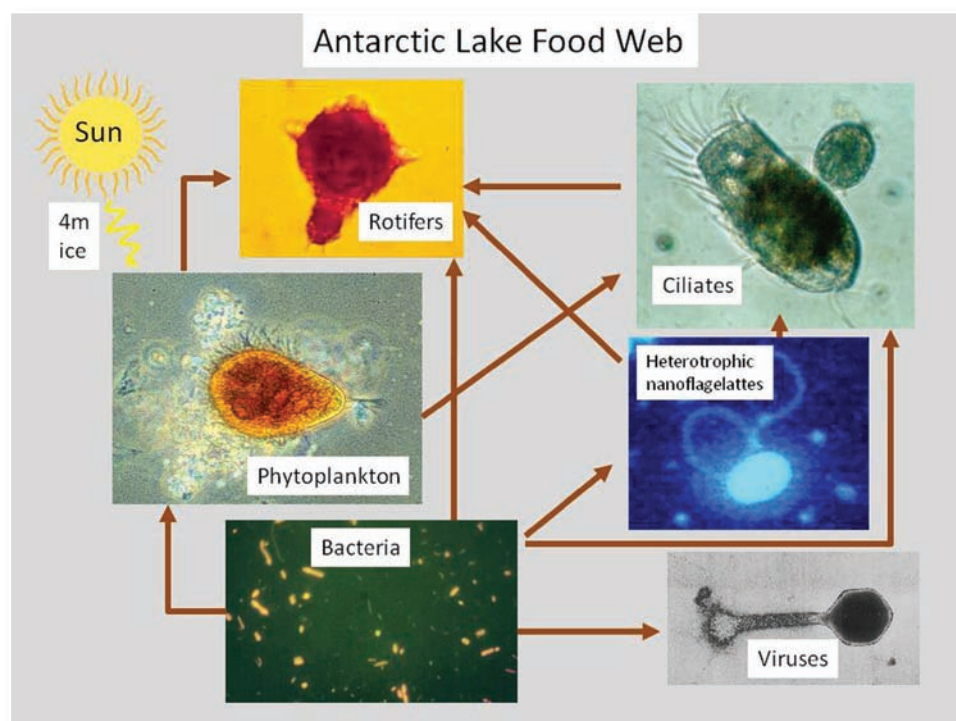 Antarctic Lake Food Web
Sun
4m
ice
Rotifers
Ciliates
Heterotrophic
nanoflagelattes
Phytoplankton
Bacteria
Viruses